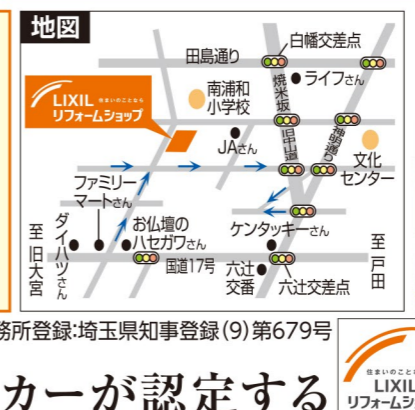 地図
田島通り
白幡交差点
ライフさん
南浦和
小学校
焼米坂
旧中山道
神明通り
住まいのことなら
LIXIL
リフォームショップ
JAさん
文化
センター
ファミリー
マートさん
ダイハツさん
お仏壇の
ハセガワさん
ケンタッキーさん
至旧大宮
国道17号
六辻
交番
六辻交差点
至戸田
務所登録:埼玉県知事登録(9)第679号
カーが認定する
住まいのことな
LIXIL
リフォームショ